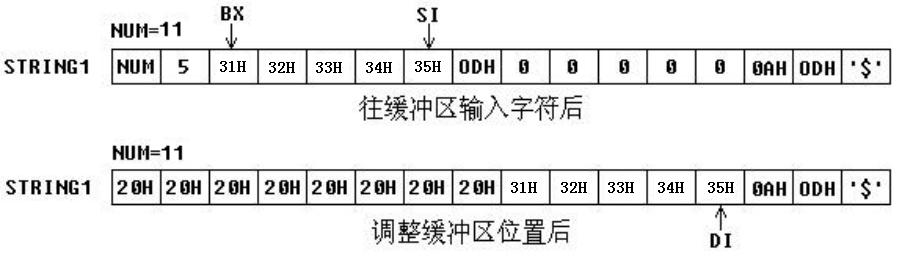 BX SI
NUM=11
STRING1 NUM 5 31H 32H 33H 34H 35H 0DH 0 0 0 0 0 0AH 0DH '$'
往缓冲区输入字符后
NUM=11
STRING1 20H 20H 20H 20H 20H 20H 20H 20H 31H 32H 33H 34H 35H 0AH 0DH '$'
调整缓冲区位置后
DI